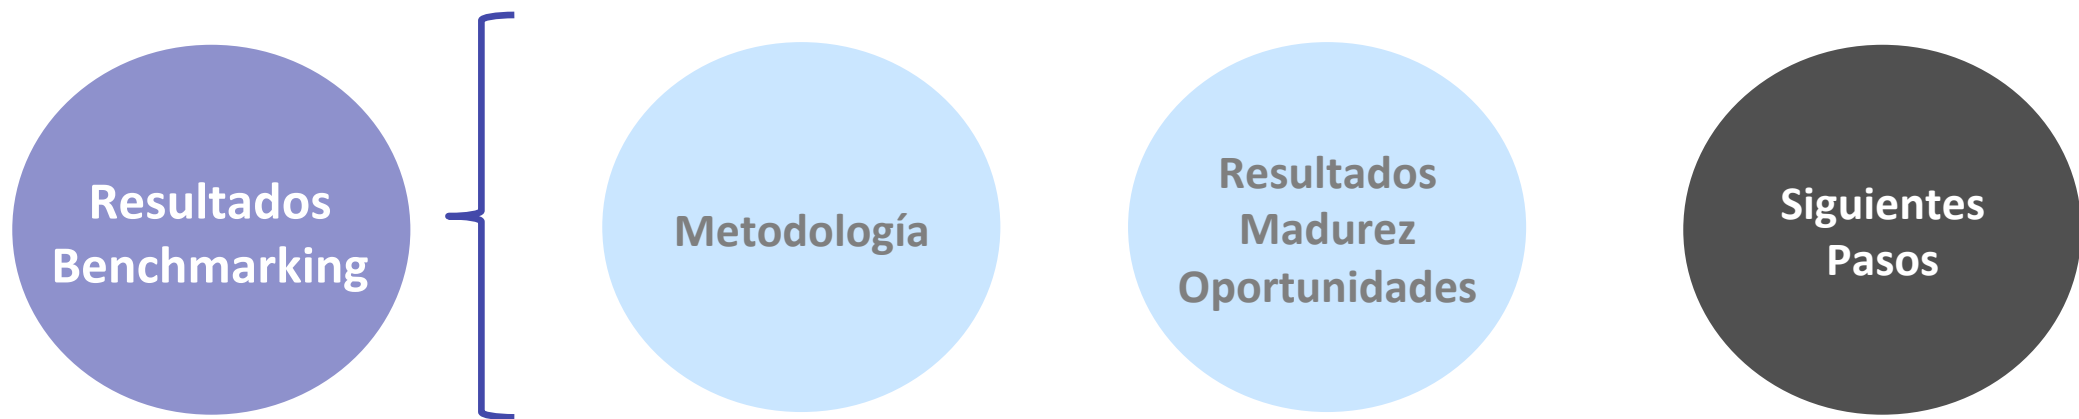 Resultados
Benchmarking
Metodología
Resultados
Madurez
Oportunidades
Siguientes
Pasos